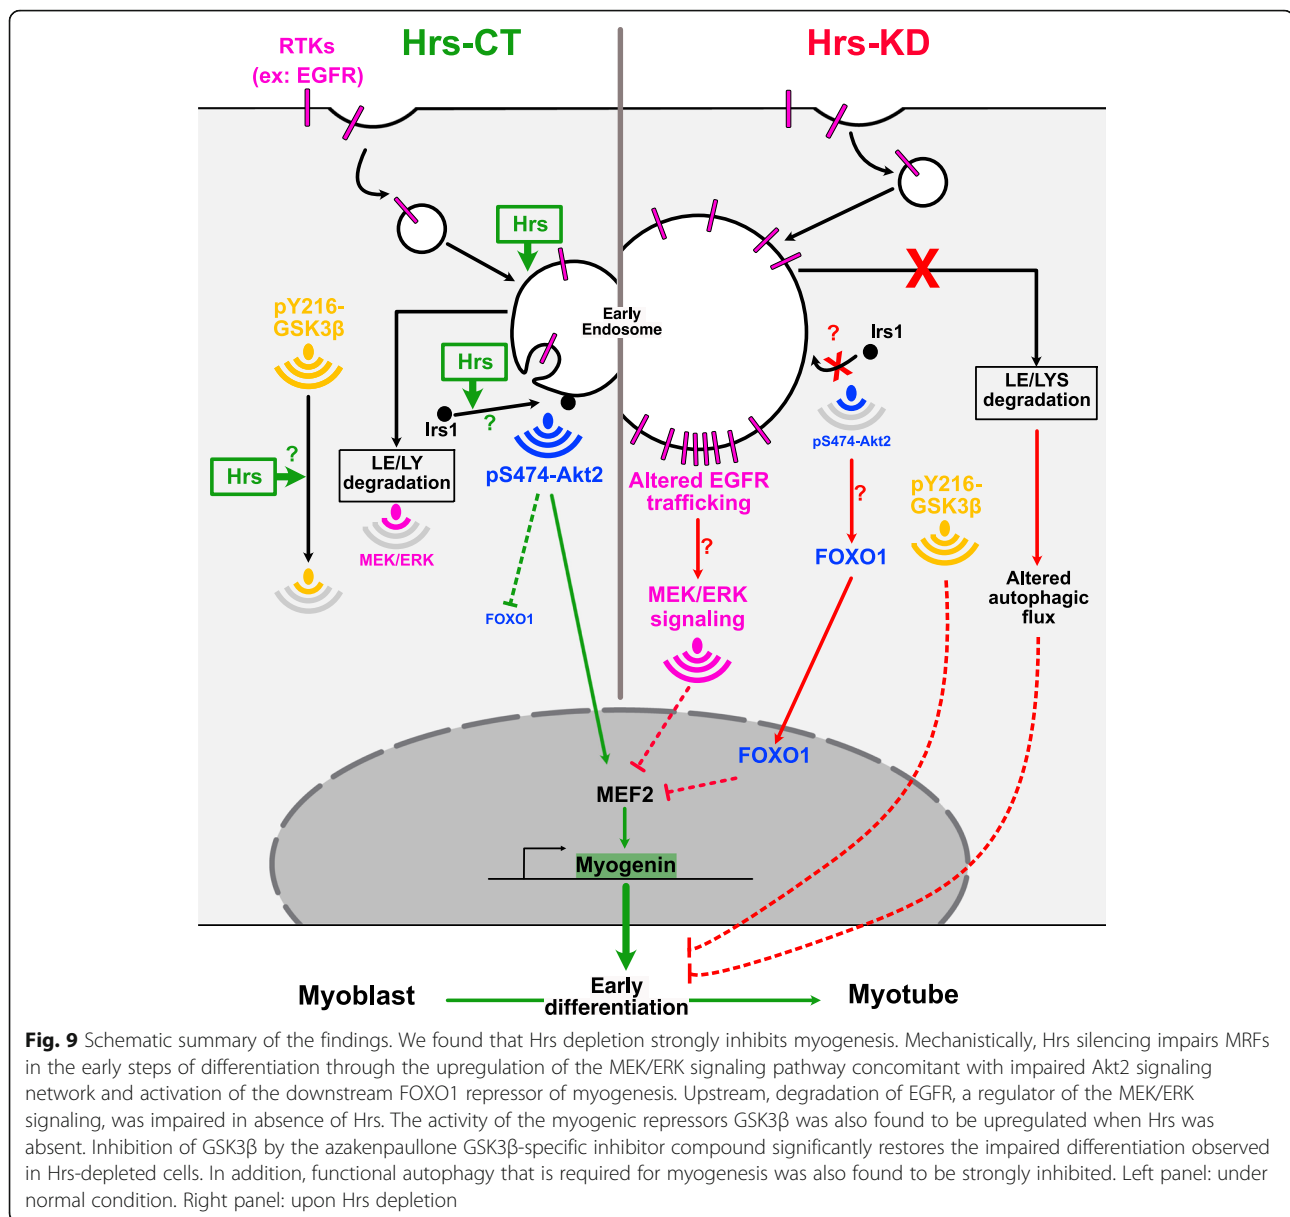 Hrs-CT
Hrs-KD
RTKs
(ex: EGFR)
Hrs
pY216-
GSK3β
Early
Endosome
?
Irs1
Hrs
LE/LYS
degradation
Irs1
?
pS474-Akt2
?
Hrs
LE/LY
degradation
pS474-Akt2
Altered EGFR
trafficking
pY216-
GSK3β
?
MEK/ERK
?
FOXO1
Altered
autophagic
flux
MEK/ERK
signaling
FOXO1
FOXO1
MEF2
Myogenin
Myoblast
Early
differentiation
Myotube
Fig. 9 Schematic summary of the findings. We found that Hrs depletion strongly inhibits myogenesis. Mechanistically, Hrs silencing impairs MRFs
in the early steps of differentiation through the upregulation of the MEK/ERK signaling pathway concomitant with impaired Akt2 signaling
network and activation of the downstream FOXO1 repressor of myogenesis. Upstream, degradation of EGFR, a regulator of the MEK/ERK
signaling, was impaired in absence of Hrs. The activity of the myogenic repressors GSK3β was also found to be upregulated when Hrs was
absent. Inhibition of GSK3β by the azakenpaullone GSK3β-specific inhibitor compound significantly restores the impaired differentiation observed
in Hrs-depleted cells. In addition, functional autophagy that is required for myogenesis was also found to be strongly inhibited. Left panel: under
normal condition. Right panel: upon Hrs depletion